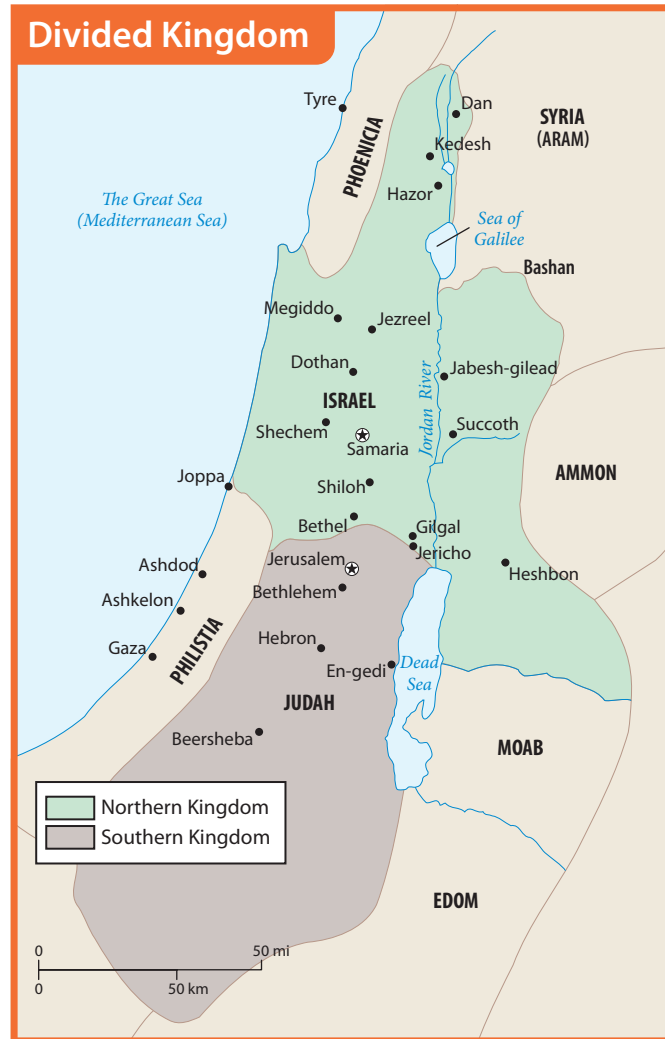 Divided Kingdom
Tyre
Dan
SYRIA
(ARAM)
Kedesh
PHOENICIA
Hazor
The Great Sea
(Mediterranean Sea)
Sea of
Galilee
Bashan
Megiddo
Jezreel
Dothan
Jabesh-gilead
ISRAEL
Jordan River
Shechem
Samaria
Succoth
Joppa
Shiloh
AMMON
Bethel
Gilgal
Jericho
Jerusalem
Ashdod
Heshbon
Bethlehem
Ashkelon
PHILISTIA
Gaza
Hebron
En-gedi
Dead
Sea
JUDAH
Beersheba
MOAB
Northern Kingdom
Southern Kingdom
EDOM
0
50 mi
0
50 km